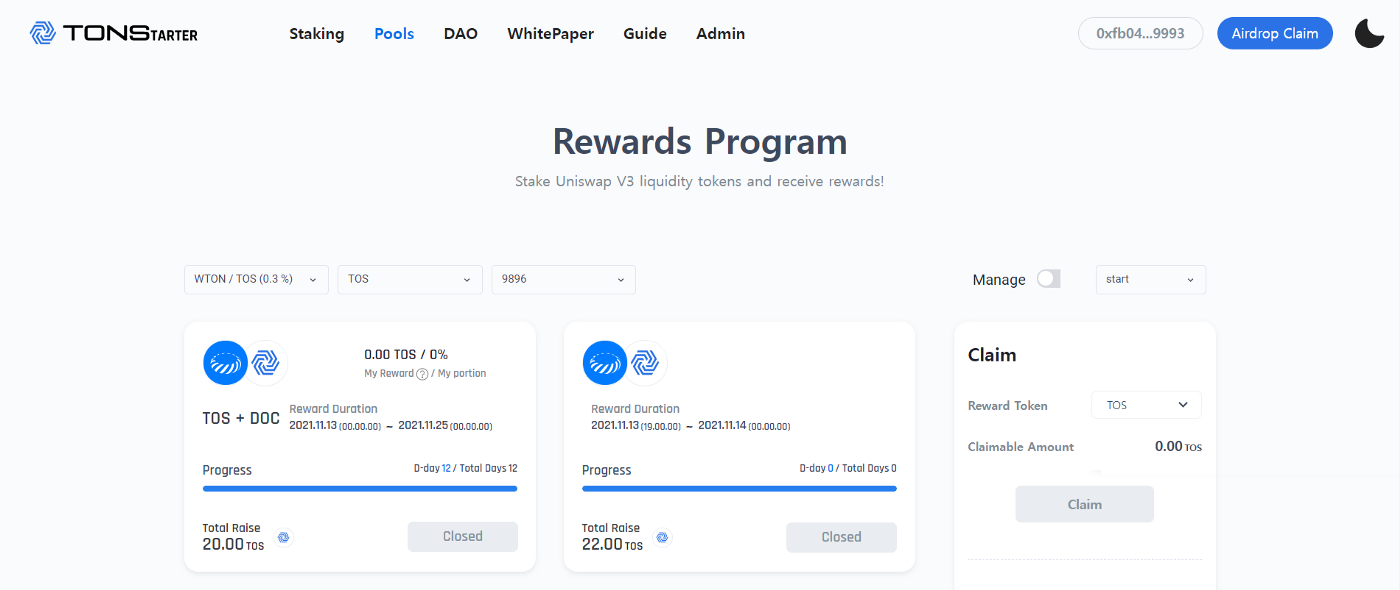 TONSTARTER Staking Pools DAO WhitePaper Guide Admin 0xfb04...9993 Airdrop Claim
Rewards Program
Stake Uniswap V3 liquidity tokens and receive rewards!
WTON / TOS (0.3 %) TOS 9896 Manage start
0.00 TOS / 0%
My Reward ? / My portion
TOS + DOC
Reward Duration
2021.11.13 (00.00.00) ~ 2021.11.25 (00.00.00)
Progress D-day 12 / Total Days 12
Total Raise
20.00 TOS
Closed
Reward Duration
2021.11.13 (19.00.00) ~ 2021.11.14 (00.00.00)
Progress D-day 0 / Total Days 0
Total Raise
22.00 TOS
Closed
Claim
Reward Token TOS
Claimable Amount 0.00 TOS
Claim